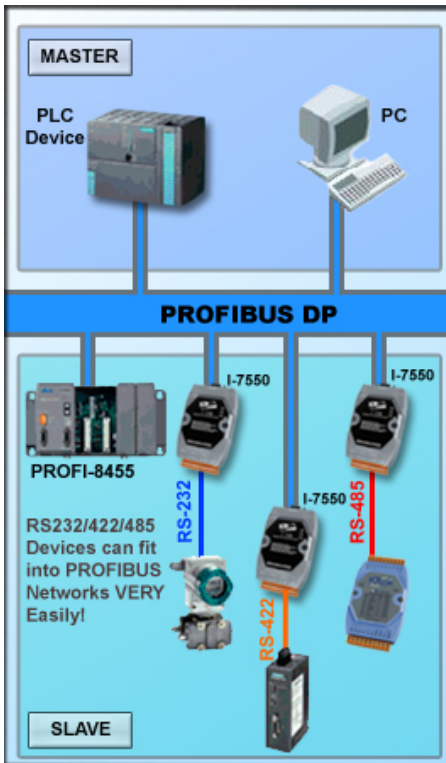 MASTER
PLC
Device
PC
PROFIBUS DP
I-7550
I-7550
PROFI-8455
RS-232
I-7550
RS-485
RS232/422/485
Devices can fit
into PROFIBUS
Networks VERY
Easily!
RS-422
SLAVE